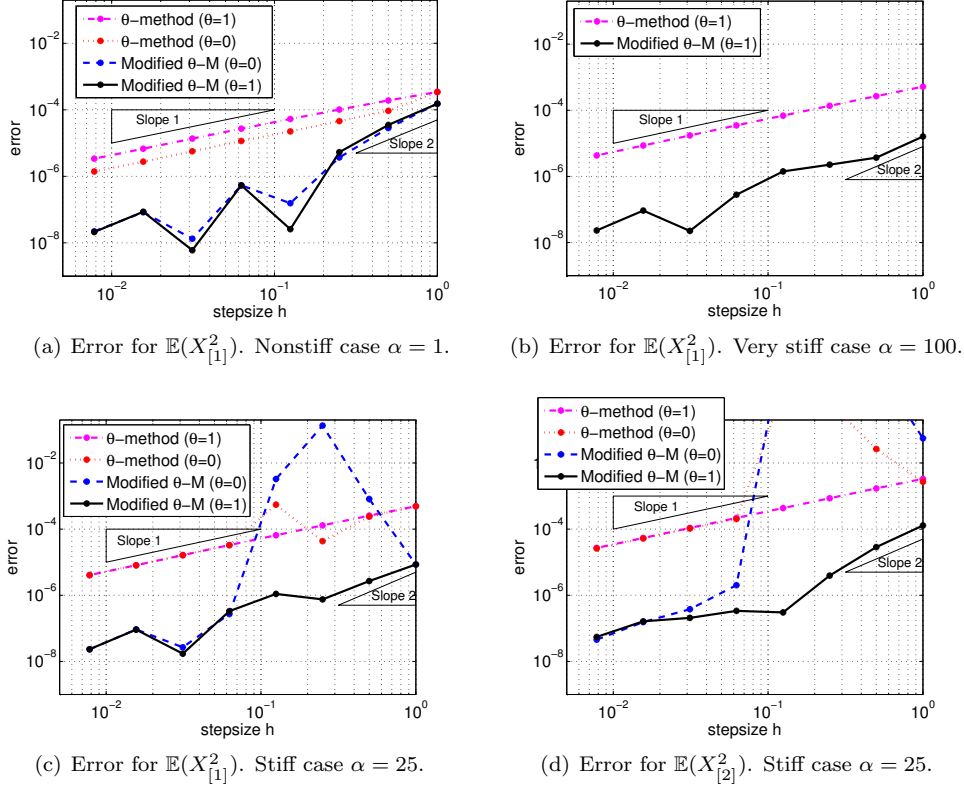 θ−method (θ=1)
θ−method (θ=0)
Modified θ−M (θ=0)
Modified θ−M (θ=1)
10^{-2}
10^{-4}
10^{-6}
10^{-8}
error
Slope 1
Slope 2
10^{-2}
10^{-1}
10^{0}
stepsize h
(a) Error for 𝔼(X^2_{[1]}). Nonstiff case α = 1.
θ−method (θ=1)
Modified θ−M (θ=1)
10^{-2}
10^{-4}
10^{-6}
10^{-8}
error
Slope 1
Slope 2
10^{-2}
10^{-1}
10^{0}
stepsize h
(b) Error for 𝔼(X^2_{[1]}). Very stiff case α = 100.
θ−method (θ=1)
θ−method (θ=0)
Modified θ−M (θ=0)
Modified θ−M (θ=1)
10^{-2}
10^{-4}
10^{-6}
10^{-8}
error
Slope 1
Slope 2
10^{-2}
10^{-1}
10^{0}
stepsize h
(c) Error for 𝔼(X^2_{[1]}). Stiff case α = 25.
θ−method (θ=1)
θ−method (θ=0)
Modified θ−M (θ=0)
Modified θ−M (θ=1)
10^{-4}
10^{-6}
10^{-8}
error
Slope 1
Slope 2
10^{-2}
10^{-1}
10^{0}
stepsize h
(d) Error for 𝔼(X^2_{[2]}). Stiff case α = 25.